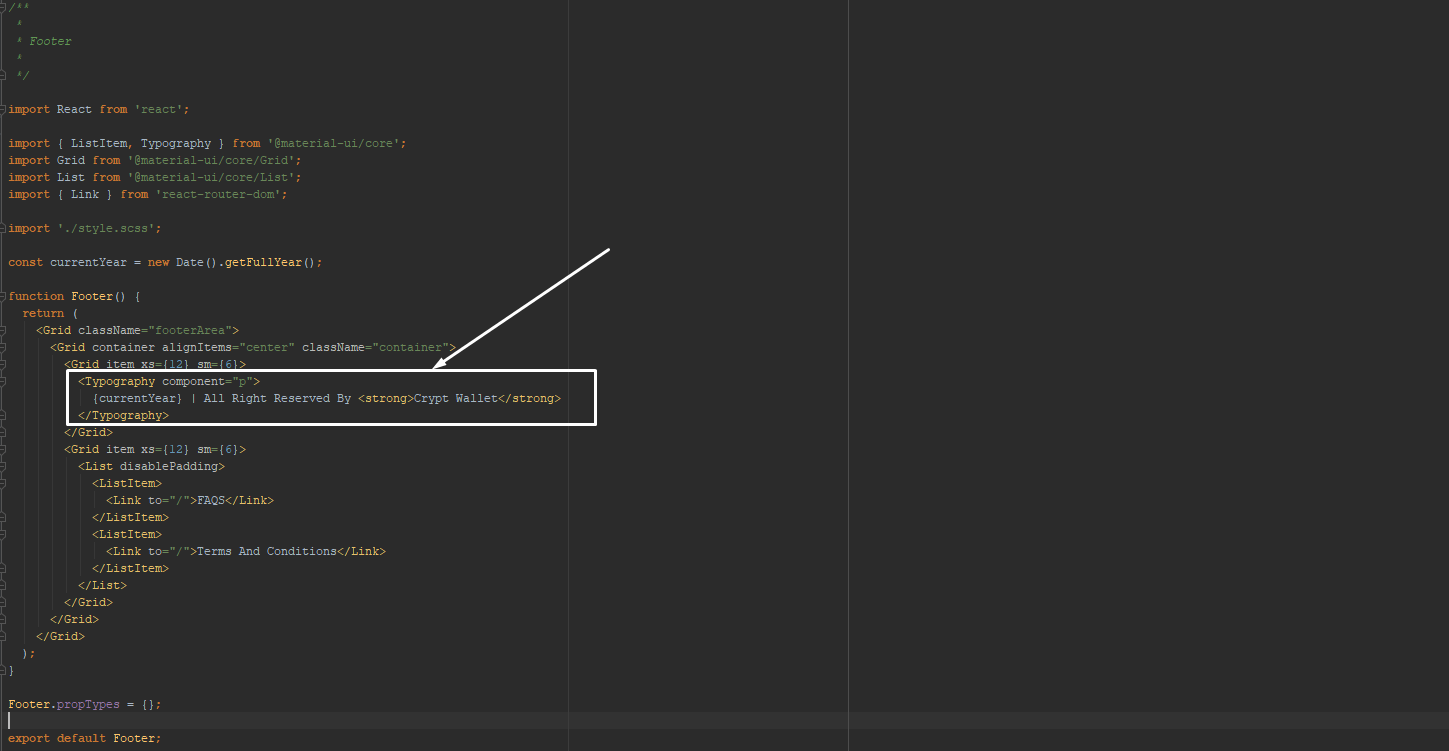 /**
*
* Footer
*
*/
import React from 'react';
import { ListItem, Typography } from '@material-ui/core';
import Grid from '@material-ui/core/Grid';
import List from '@material-ui/core/List';
import { Link } from 'react-router-dom';
import './style.scss';
const currentYear = new Date().getFullYear();
function Footer() {
return (
<Grid className="footerArea">
<Grid container alignItems="center" className="container">
<Grid item xs={12} sm={6}>
<Typography component="p">
{currentYear} | All Right Reserved By <strong>Crypt Wallet</strong>
</Typography>
</Grid>
<Grid item xs={12} sm={6}>
<List disablePadding>
<ListItem>
<Link to="/">FAQS</Link>
</ListItem>
<ListItem>
<Link to="/">Terms And Conditions</Link>
</ListItem>
</List>
</Grid>
</Grid>
</Grid>
);
}
Footer.propTypes = {};
export default Footer;